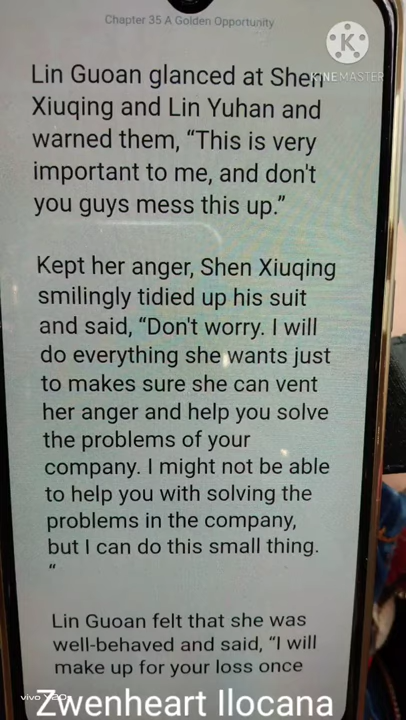 Chapter 35 A Golden Opportunity
KINEMASTER
Lin Guoan glanced at Shen
Xiuqing and Lin Yuhan and
warned them, “This is very
important to me, and don't
you guys mess this up.”
Kept her anger, Shen Xiuqing
smilingly tidied up his suit
and said, “Don't worry. I will
do everything she wants just
to makes sure she can vent
her anger and help you solve
the problems of your
company. I might not be able
to help you with solving the
problems in the company,
but I can do this small thing.
“
Lin Guoan felt that she was
well-behaved and said, “I will
make up for your loss once
Zwenheart Ilocana